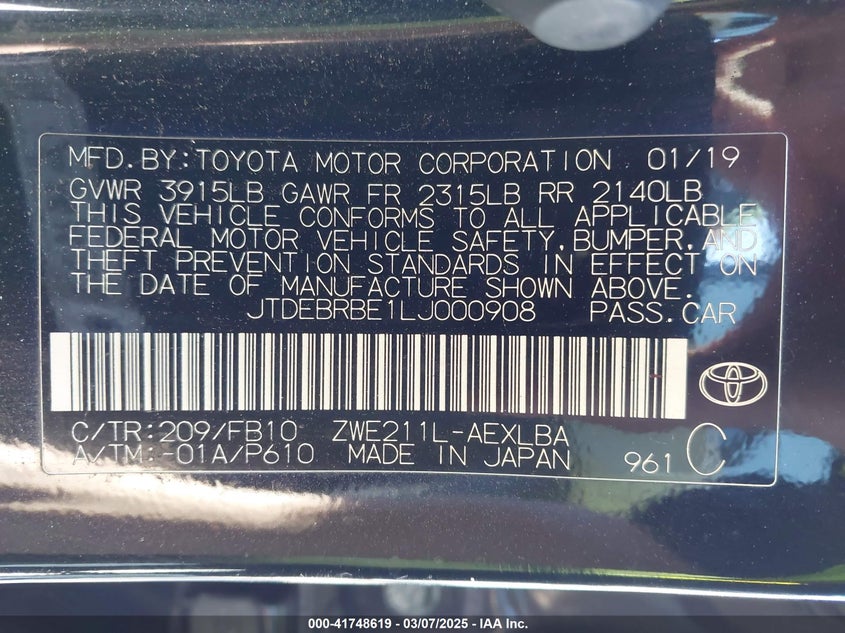 MFD.BY:TOYOTA MOTOR CORPORATION 01/19
GVWR 3915LB GAWR FR 2315LB RR 2140LB
THIS VEHICLE CONFORMS TO ALL APPLICABLE
FEDERAL MOTOR VEHICLE SAFETY,BUMPER,AND
THEFT PREVENTION STANDARDS IN EFFECT ON
THE DATE OF MANUFACTURE SHOWN ABOVE.
JTDEBRBE1LJ000908 PASS.CAR
C/TR:209/FB10 ZWE211L-AEXLBA
A/TM:-01A/P610 MADE IN JAPAN 961 C
000-41748619 — 03/07/2025 — IAA Inc.